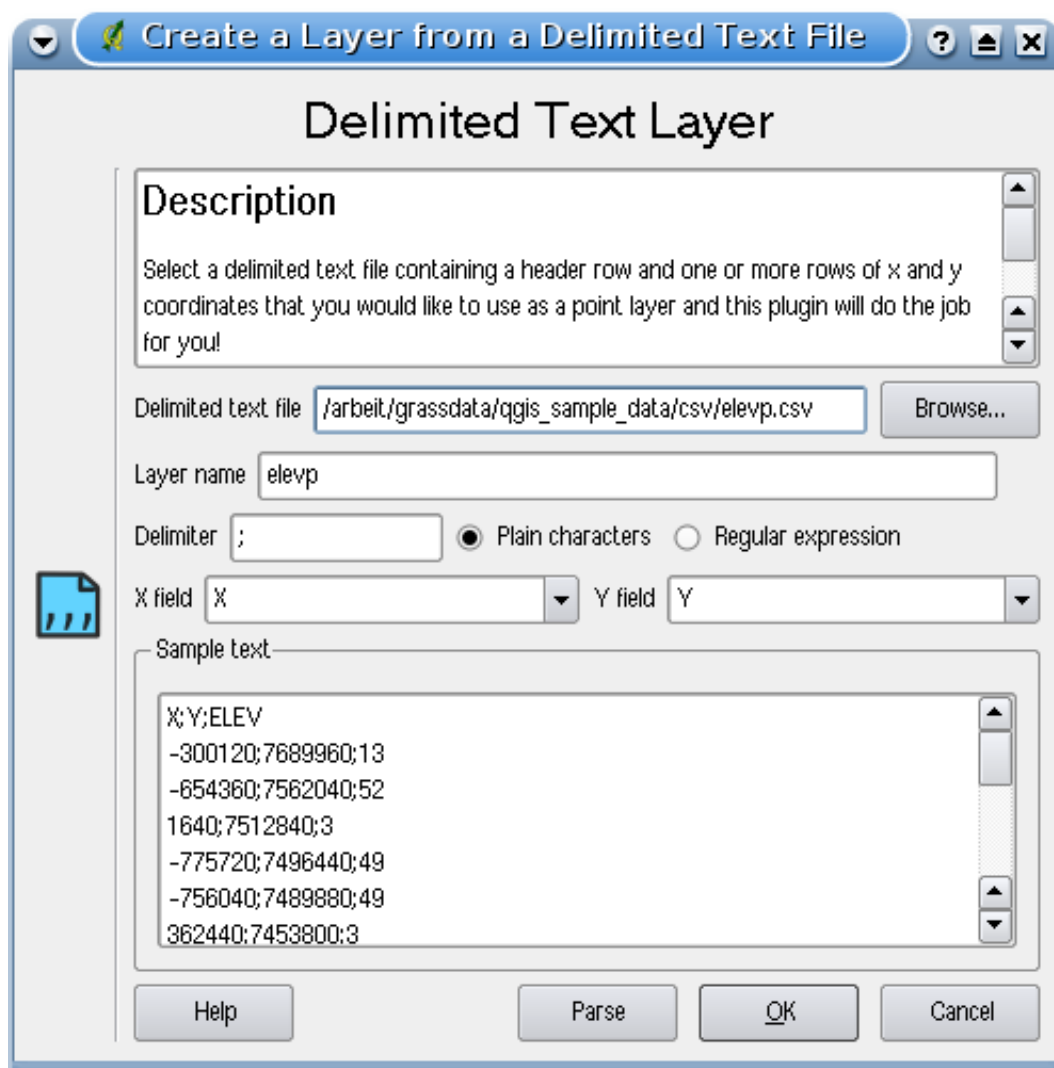 Create a Layer from a Delimited Text File
Delimited Text Layer
Description
Select a delimited text file containing a header row and one or more rows of x and y
coordinates that you would like to use as a point layer and this plugin will do the job
for you!
Delimited text file /arbeit/grassdata/qgis_sample_data/csv/elevp.csv Browse...
Layer name elevp
Delimiter ; Plain characters Regular expression
X field X Y field Y
Sample text
X;Y;ELEV
-300120;7689960;13
-654360;7562040;52
1640;7512840;3
-775720;7496440;49
-756040;7489880;49
362440;7453800;3
Help Parse OK Cancel